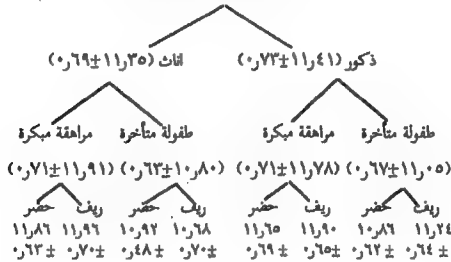 ذكور (١١٫٤١±٠٫٧٣) اناث (١١٫٣٥±٠٫٦٩)
طفولة متأخرة مراهقة مبكرة طفولة متأخرة مراهقة مبكرة
(١١٫٠٥±٠٫٦٧) (١١٫٧٨±٠٫٧١) (١٠٫٨٠±٠٫٦٣) (١١٫٩١±٠٫٧١)
ريف حضر ريف حضر ريف حضر ريف حضر
١١٫٢٤ ١٠٫٨٦ ١١٫٩٠ ١١٫٦٥ ١٠٫٦٨ ١٠٫٩٢ ١١٫٩٦ ١١٫٨٦
±٠٫٦٤ ±٠٫٦٢ ±٠٫٦٥ ±٠٫٦٩ ±٠٫٧٠ ±٠٫٤٨ ±٠٫٧٠ ±٠٫٦٣